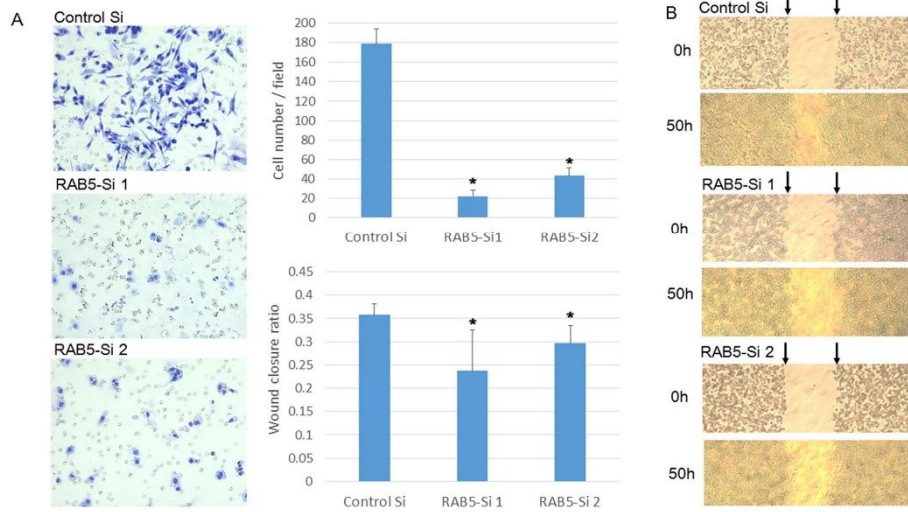 A
Control Si
RAB5-Si 1
RAB5-Si 2
Cell number / field
200
180
160
140
120
100
80
60
40
20
0
*
*
Control Si RAB5-Si1 RAB5-Si2
Wound closure ratio
0.45
0.4
0.35
0.3
0.25
0.2
0.15
0.1
0.05
0
*
*
Control Si RAB5-Si 1 RAB5-Si 2
B
Control Si
0h
50h
RAB5-Si 1
0h
50h
RAB5-Si 2
0h
50h